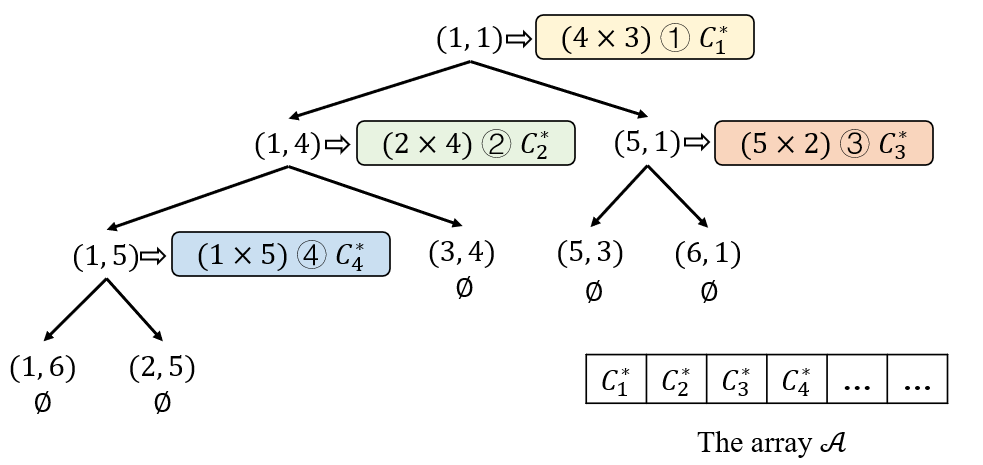 (1, 1) ⇨ (4 × 3) ① C₁*
(1, 4) ⇨ (2 × 4) ② C₂*
(5, 1) ⇨ (5 × 2) ③ C₃*
(1, 5) ⇨ (1 × 5) ④ C₄*
(3, 4)
∅
(5, 3)
∅
(6, 1)
∅
(1, 6)
∅
(2, 5)
∅
C₁* C₂* C₃* C₄* ... ...
The array 𝒜